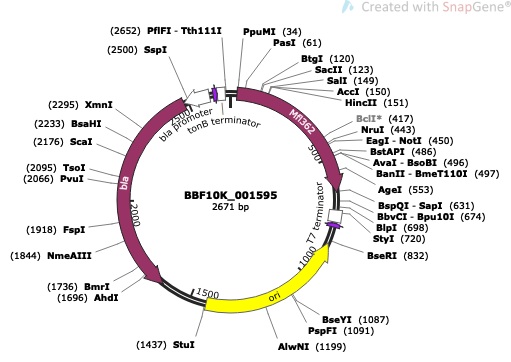 Created with SnapGene®
(2652) PflFI - Tth111I
(2500) SspI
PpuMI (34)
PasI (61)
BtgI (120)
SacII (123)
SalI (149)
AccI (150)
HincII (151)
BclI* (417)
NruI (443)
EagI - NotI (450)
BstAPI (486)
AvaI - BsoBI (496)
BanII - BmeT110I (497)
AgeI (553)
BspQI - SapI (631)
BbvCI - Bpu10I (674)
BlpI (698)
StyI (720)
BseRI (832)
BseYI (1087)
PspFI (1091)
AlwNI (1199)
(1437) StuI
(1696) AhdI
(1736) BmrI
(1844) NmeAIII
(1918) FspI
(2066) PvuI
(2095) TsoI
(2176) ScaI
(2233) BsaHI
(2295) XmnI
bla promoter
tonB terminator
Mfl362
T7 terminator
ori
bla
500
1000
1500
2000
2500
BBF10K_001595
2671 bp